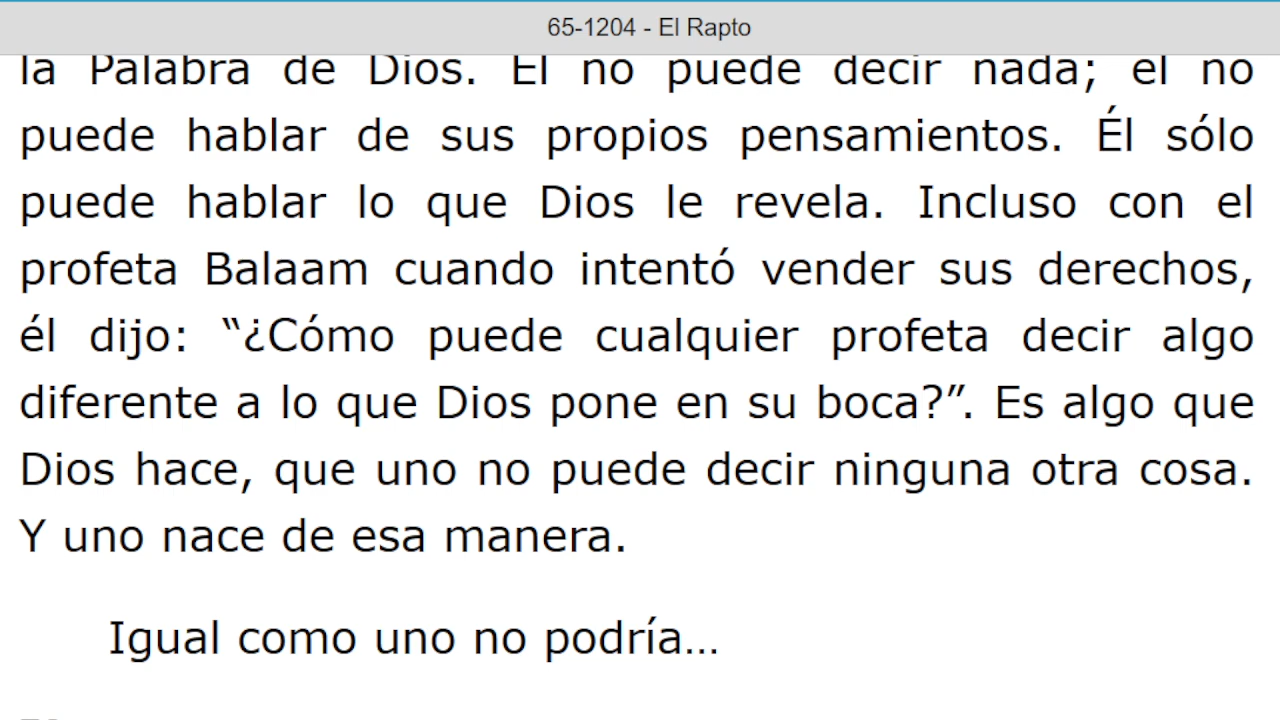 65-1204 - El Rapto
la Palabra de Dios. Él no puede decir nada; él no
puede hablar de sus propios pensamientos. Él sólo
puede hablar lo que Dios le revela. Incluso con el
profeta Balaam cuando intentó vender sus derechos,
él dijo: “¿Cómo puede cualquier profeta decir algo
diferente a lo que Dios pone en su boca?”. Es algo que
Dios hace, que uno no puede decir ninguna otra cosa.
Y uno nace de esa manera.
Igual como uno no podría...